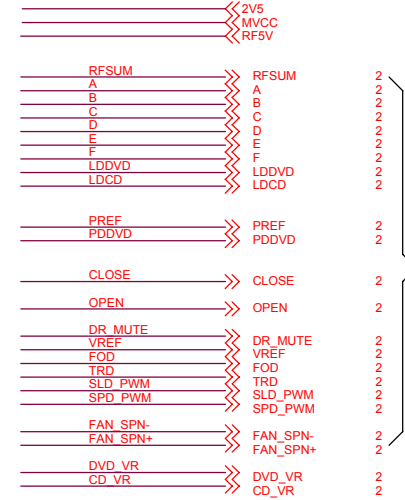 2V5
MVCC
RF5V
RFSUM RFSUM 2
A A 2
B B 2
C C 2
D D 2
E E 2
F F 2
LDDVD LDDVD 2
LDCD LDCD 2
PREF PREF 2
PDDVD PDDVD 2
CLOSE CLOSE 2
OPEN OPEN 2
DR_MUTE DR_MUTE 2
VREF VREF 2
FOD FOD 2
TRD TRD 2
SLD_PWM SLD_PWM 2
SPD_PWM SPD_PWM 2
FAN_SPN- FAN_SPN- 2
FAN_SPN+ FAN_SPN+ 2
DVD_VR DVD_VR 2
CD_VR CD_VR 2